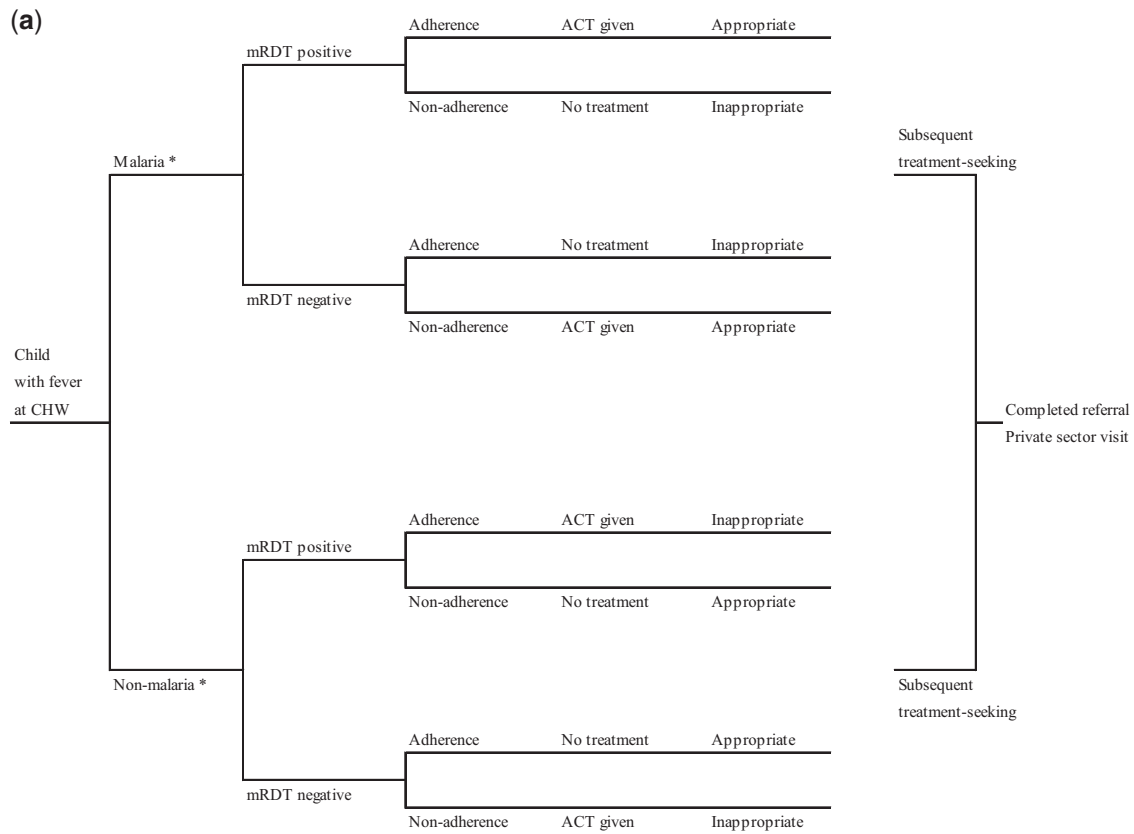 (a)
Adherence ACT given Appropriate
mRDT positive
Non-adherence No treatment Inappropriate
Subsequent
treatment-seeking
Malaria *
Adherence No treatment Inappropriate
mRDT negative
Non-adherence ACT given Appropriate
Child
with fever
at CHW
Completed referral
Private sector visit
Adherence ACT given Inappropriate
mRDT positive
Non-adherence No treatment Appropriate
Non-malaria *
Subsequent
treatment-seeking
Adherence No treatment Appropriate
mRDT negative
Non-adherence ACT given Inappropriate